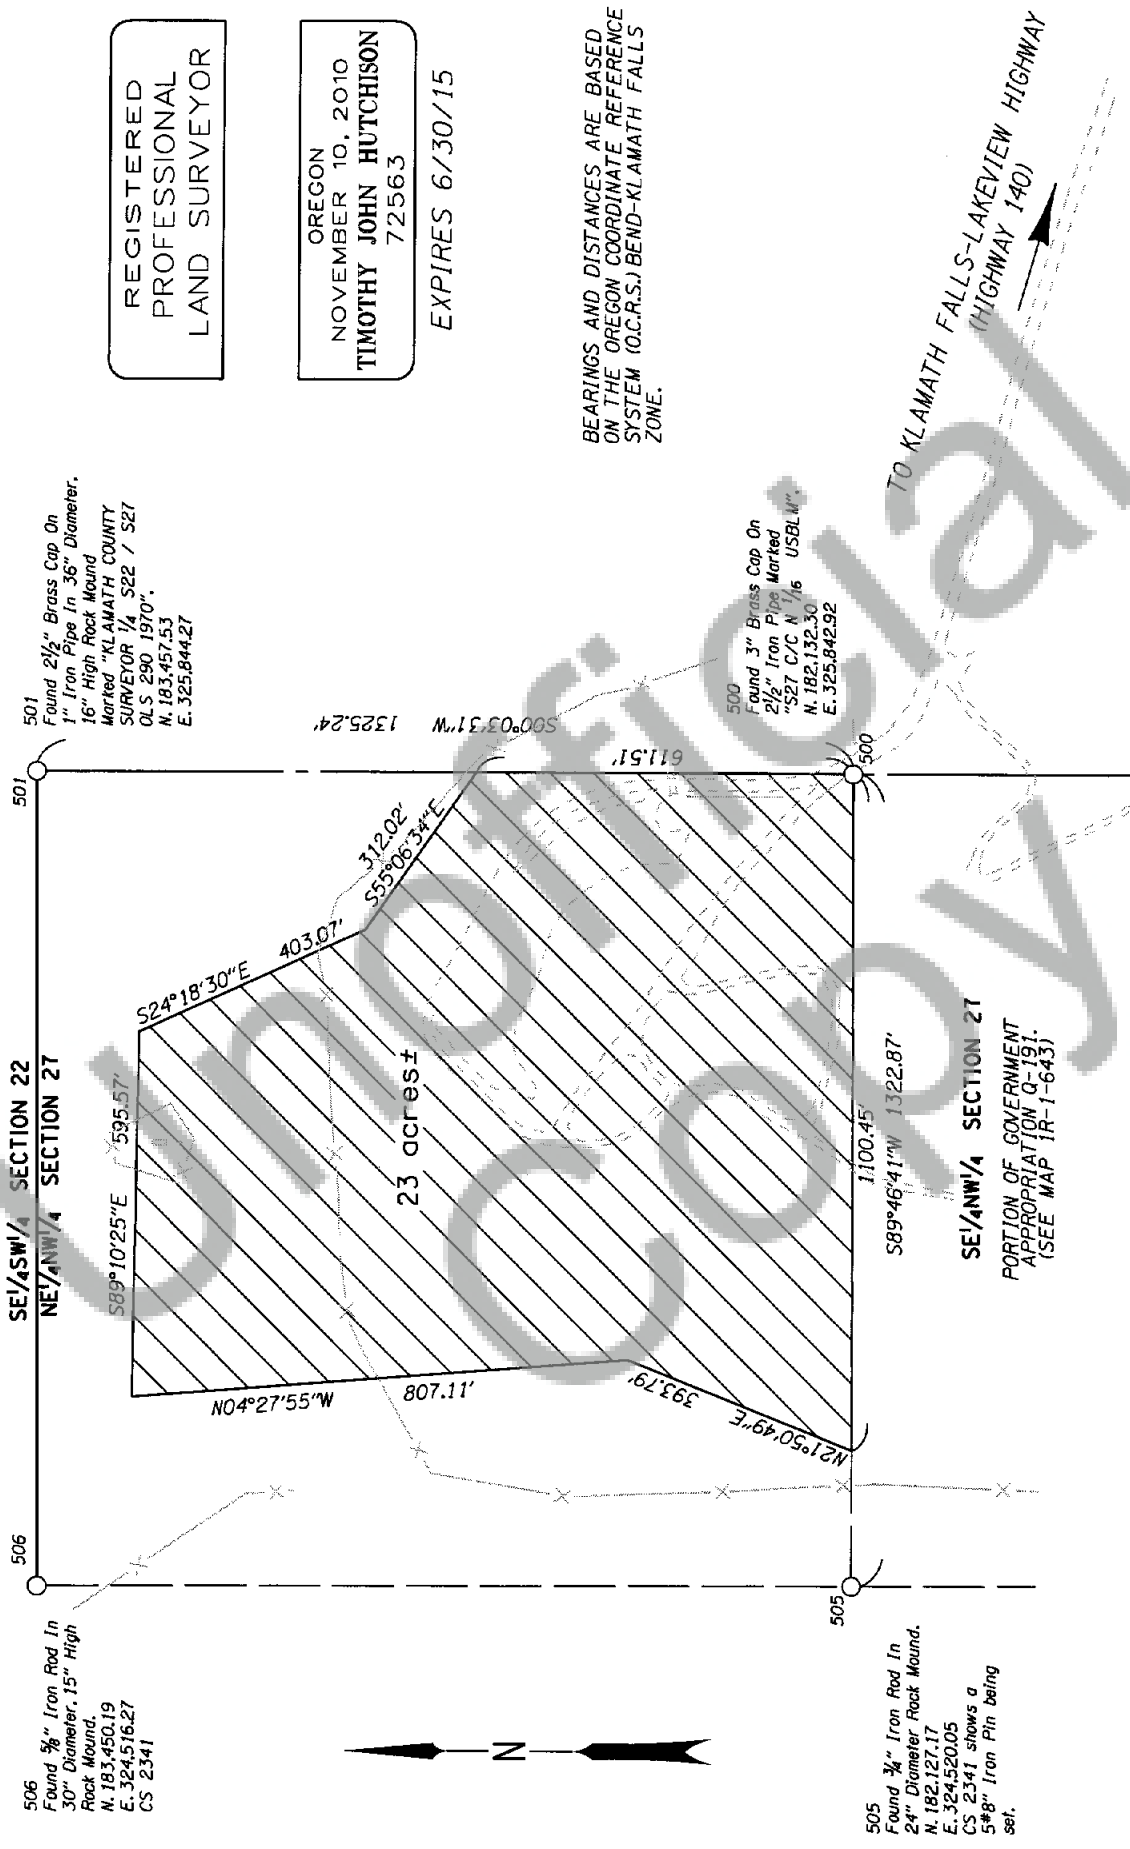 REGISTERED
PROFESSIONAL
LAND SURVEYOR
OREGON
NOVEMBER 10, 2010
TIMOTHY JOHN HUTCHISON
72563
EXPIRES 6/30/15
BEARINGS AND DISTANCES ARE BASED
ON THE OREGON COORDINATE REFERENCE
SYSTEM (O.C.R.S.) BEND-KLAMATH FALLS
ZONE.
TO KLAMATH FALLS-LAKEVIEW HIGHWAY
(HIGHWAY 140)
501
Found 2½" Brass Cap On
1" Iron Pipe In 36" Diameter,
16" High Rock Mound
Marked "KLAMATH COUNTY
SURVEYOR 1/4 S22 / S27
OLS 290 1970".
N. 183,457.53
E. 325,844.27
500
Found 3" Brass Cap On
2½" Iron Pipe Marked
"S27 C/C N 1/16 USBLM".
N. 182,132.30
E. 325,842.92
501
S00°03'31"W 1325.24'
611.51'
500
312.02'
S55°06'34"E
403.07'
S24°18'30"E
SE1/4SW1/4 SECTION 22
NE1/4NW1/4 SECTION 27
S89°10'25"E 595.57'
23 acres±
1100.45'
S89°46'41"W 1322.87'
SE1/4NW1/4 SECTION 27
PORTION OF GOVERNMENT
APPROPRIATION Q-191.
(SEE MAP 1R-1-643)
N04°27'55"W 807.11'
393.79'
N21°50'49"E
506
505
506
Found ⅝" Iron Rod In
30" Diameter, 15" High
Rock Mound.
N. 183,450.19
E. 324,516.27
CS 2341
N
505
Found ¾" Iron Rod In
24" Diameter Rock Mound.
N. 182,127.17
E. 324,520.05
CS 2341 shows a
5#8" Iron Pin being
set.
Unofficial
Copy